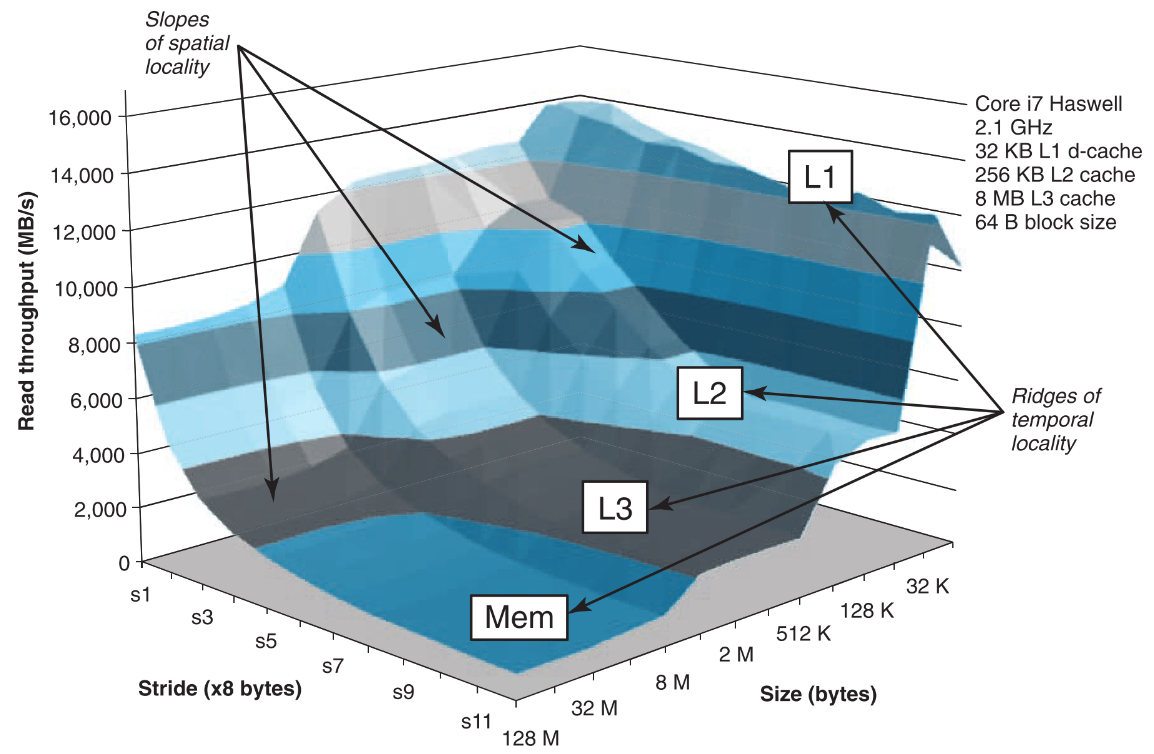 Slopes
of spatial
locality
16,000
14,000
12,000
10,000
8,000
6,000
4,000
2,000
0
Read throughput (MB/s)
Core i7 Haswell
2.1 GHz
32 KB L1 d-cache
256 KB L2 cache
8 MB L3 cache
64 B block size
L1
L2
L3
Mem
Ridges of
temporal
locality
s1
s3
s5
s7
s9
s11
Stride (x8 bytes)
128 M
32 M
8 M
2 M
512 K
128 K
32 K
Size (bytes)